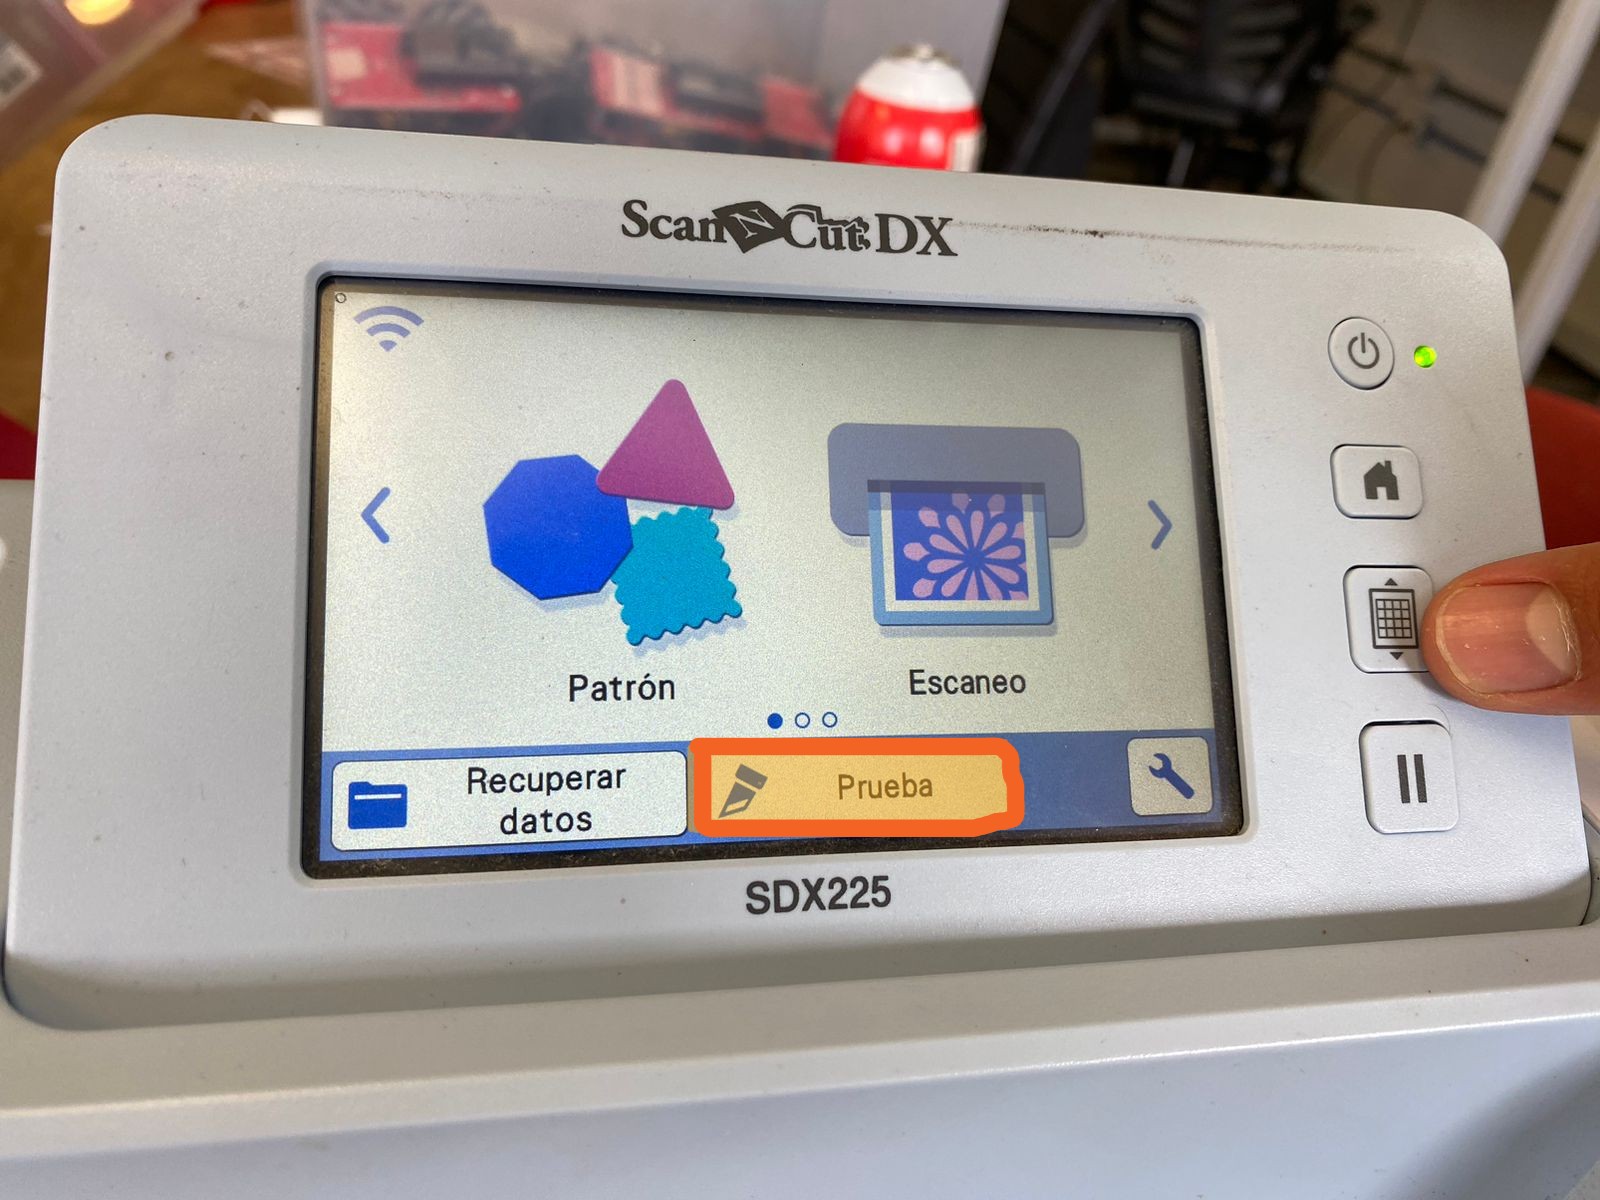 ScanNCut DX
Patrón
Escaneo
Recuperar
datos
Prueba
SDX225